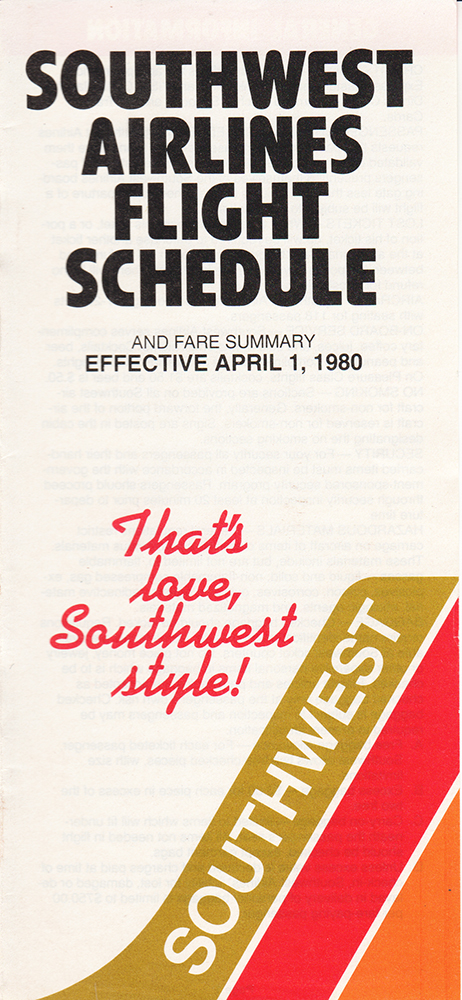 SOUTHWEST
AIRLINES
FLIGHT
SCHEDULE
AND FARE SUMMARY
EFFECTIVE APRIL 1, 1980
That's
love,
Southwest
style!
SOUTHWEST